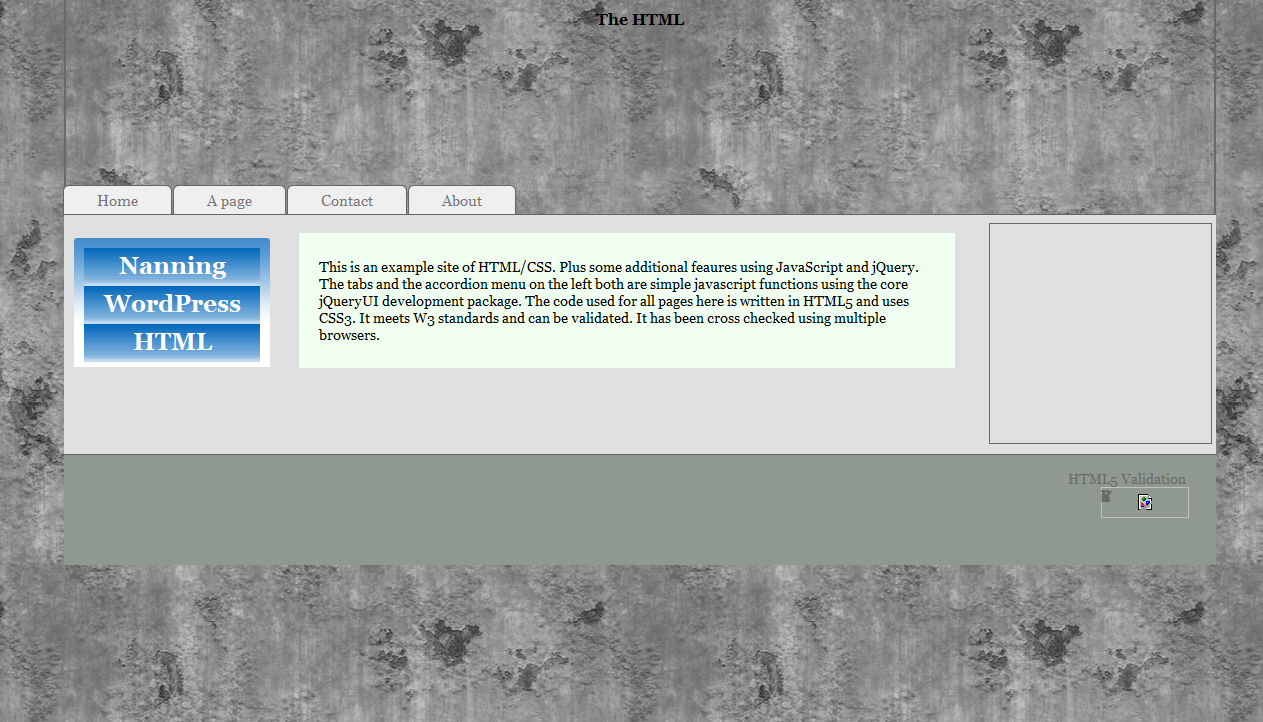 The HTML
Home
A page
Contact
About
Nanning
WordPress
HTML
This is an example site of HTML/CSS. Plus some additional feaures using JavaScript and jQuery.
The tabs and the accordion menu on the left both are simple javascript functions using the core
jQueryUI development package. The code used for all pages here is written in HTML5 and uses
CSS3. It meets W3 standards and can be validated. It has been cross checked using multiple
browsers.
HTML5 Validation